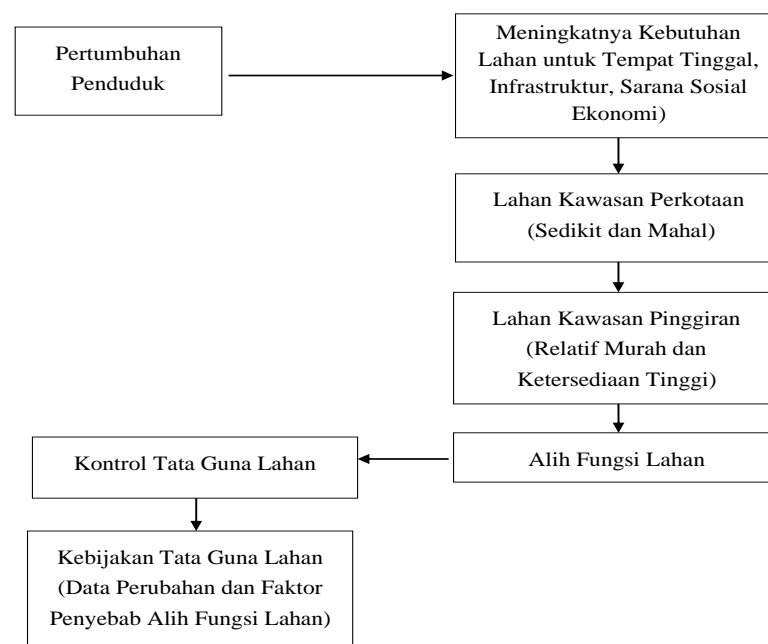 Pertumbuhan
Penduduk
Meningkatnya Kebutuhan
Lahan untuk Tempat Tinggal,
Infrastruktur, Sarana Sosial
Ekonomi)
Lahan Kawasan Perkotaan
(Sedikit dan Mahal)
Lahan Kawasan Pinggiran
(Relatif Murah dan
Ketersediaan Tinggi)
Alih Fungsi Lahan
Kontrol Tata Guna Lahan
Kebijakan Tata Guna Lahan
(Data Perubahan dan Faktor
Penyebab Alih Fungsi Lahan)